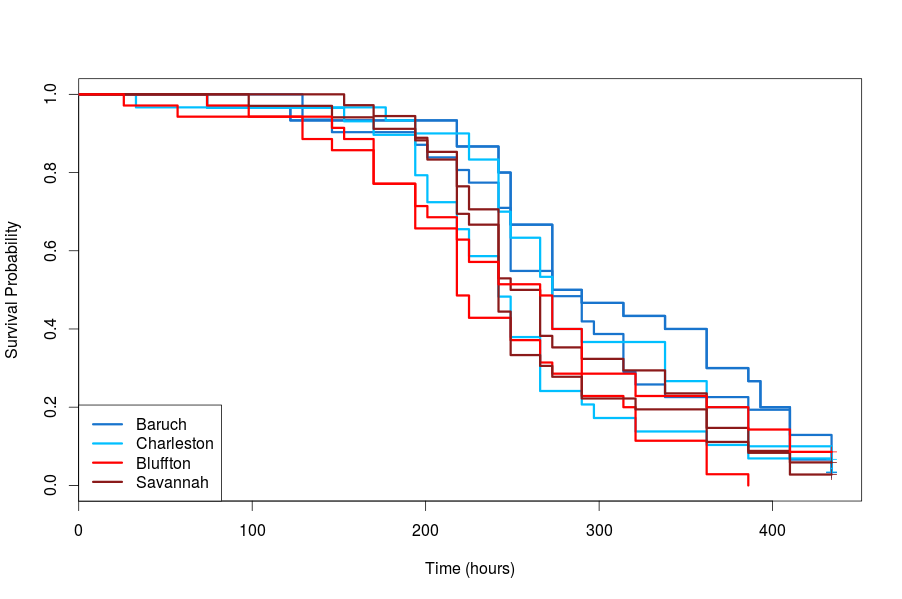 1.0
0.8
0.6
0.4
0.2
0.0
Survival Probability
Baruch
Charleston
Bluffton
Savannah
0 100 200 300 400
Time (hours)